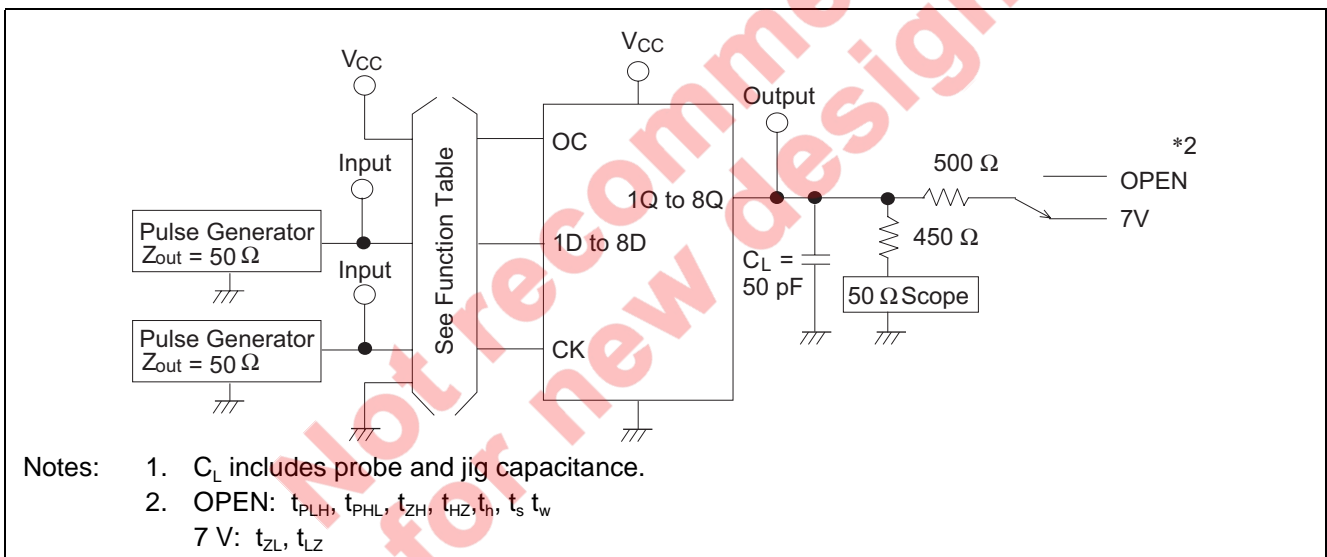 Not recommended
for new design
VCC
VCC
Output
Input
OC
See Function Table
500 Ω
*2
OPEN
7V
1Q to 8Q
Pulse Generator
Zout = 50 Ω
1D to 8D
450 Ω
Input
CL =
50 pF
50 Ω Scope
Pulse Generator
Zout = 50 Ω
CK
Notes: 1. CL includes probe and jig capacitance.
2. OPEN: tPLH, tPHL, tZH, tHZ,th, ts tw
7 V: tZL, tLZ